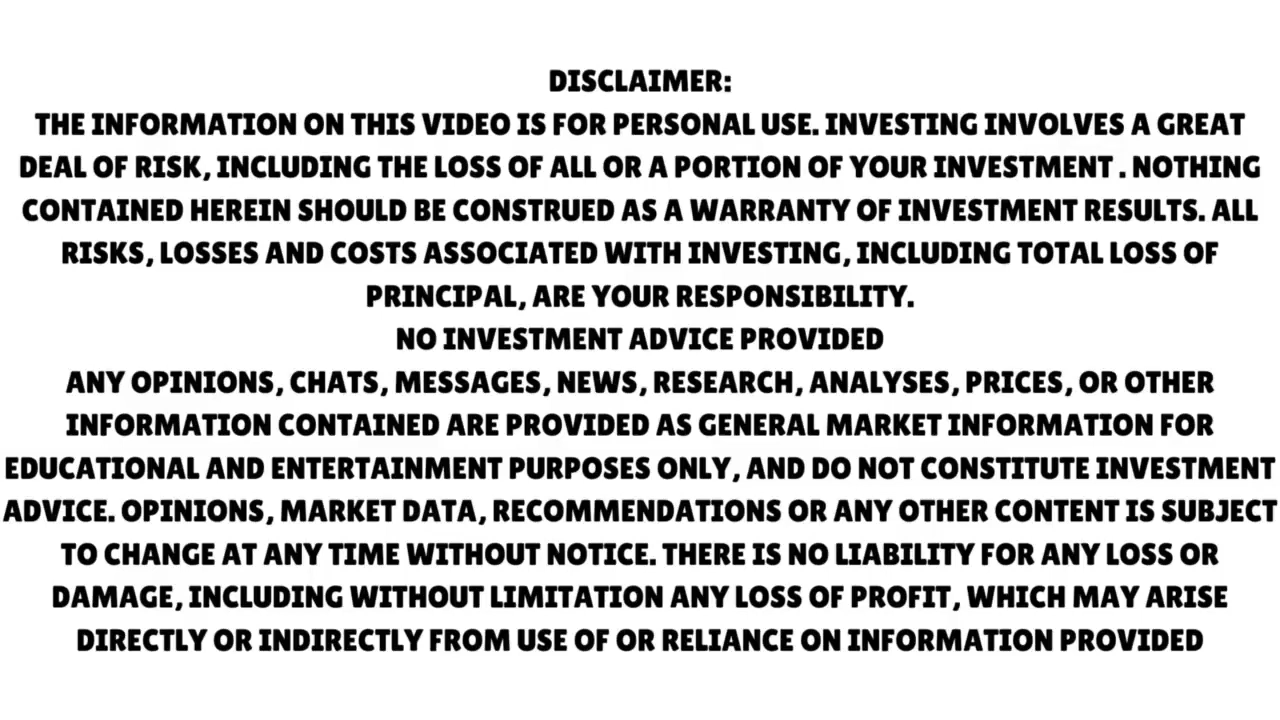 DISCLAIMER:
THE INFORMATION ON THIS VIDEO IS FOR PERSONAL USE. INVESTING INVOLVES A GREAT
DEAL OF RISK, INCLUDING THE LOSS OF ALL OR A PORTION OF YOUR INVESTMENT . NOTHING
CONTAINED HEREIN SHOULD BE CONSTRUED AS A WARRANTY OF INVESTMENT RESULTS. ALL
RISKS, LOSSES AND COSTS ASSOCIATED WITH INVESTING, INCLUDING TOTAL LOSS OF
PRINCIPAL, ARE YOUR RESPONSIBILITY.
NO INVESTMENT ADVICE PROVIDED
ANY OPINIONS, CHATS, MESSAGES, NEWS, RESEARCH, ANALYSES, PRICES, OR OTHER
INFORMATION CONTAINED ARE PROVIDED AS GENERAL MARKET INFORMATION FOR
EDUCATIONAL AND ENTERTAINMENT PURPOSES ONLY, AND DO NOT CONSTITUTE INVESTMENT
ADVICE. OPINIONS, MARKET DATA, RECOMMENDATIONS OR ANY OTHER CONTENT IS SUBJECT
TO CHANGE AT ANY TIME WITHOUT NOTICE. THERE IS NO LIABILITY FOR ANY LOSS OR
DAMAGE, INCLUDING WITHOUT LIMITATION ANY LOSS OF PROFIT, WHICH MAY ARISE
DIRECTLY OR INDIRECTLY FROM USE OF OR RELIANCE ON INFORMATION PROVIDED